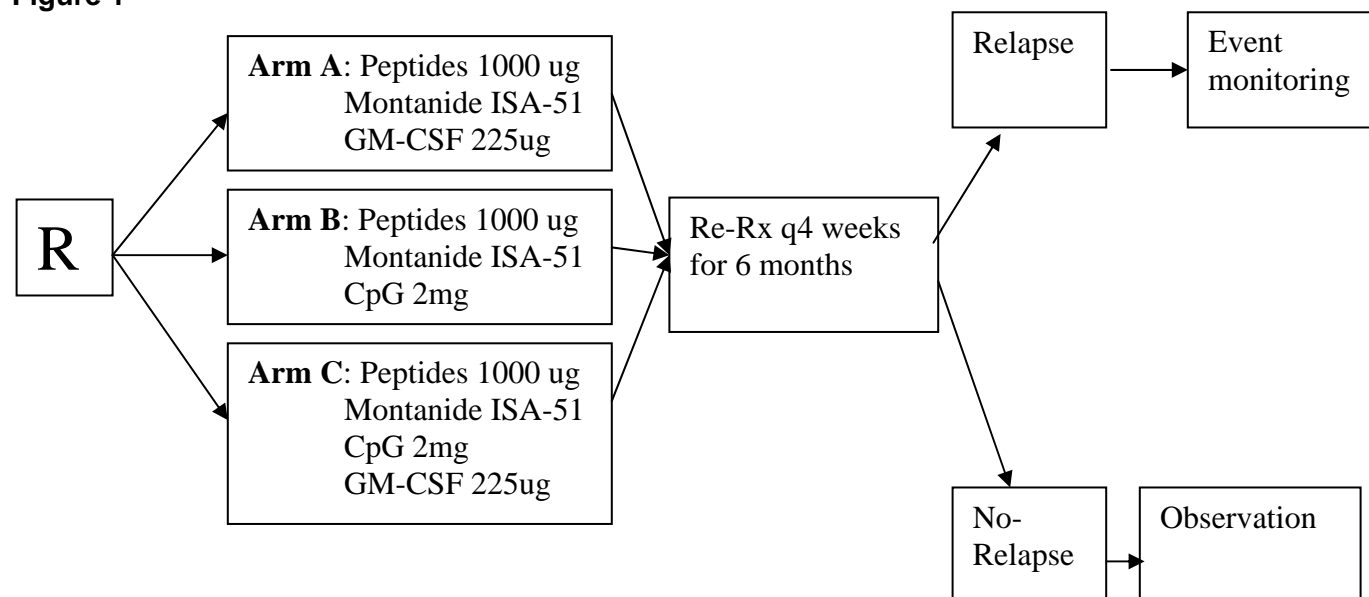 Figure 1
R
Arm A: Peptides 1000 ug
Montanide ISA-51
GM-CSF 225ug
Arm B: Peptides 1000 ug
Montanide ISA-51
CpG 2mg
Arm C: Peptides 1000 ug
Montanide ISA-51
CpG 2mg
GM-CSF 225ug
Re-Rx q4 weeks
for 6 months
Relapse
Event
monitoring
No-
Relapse
Observation